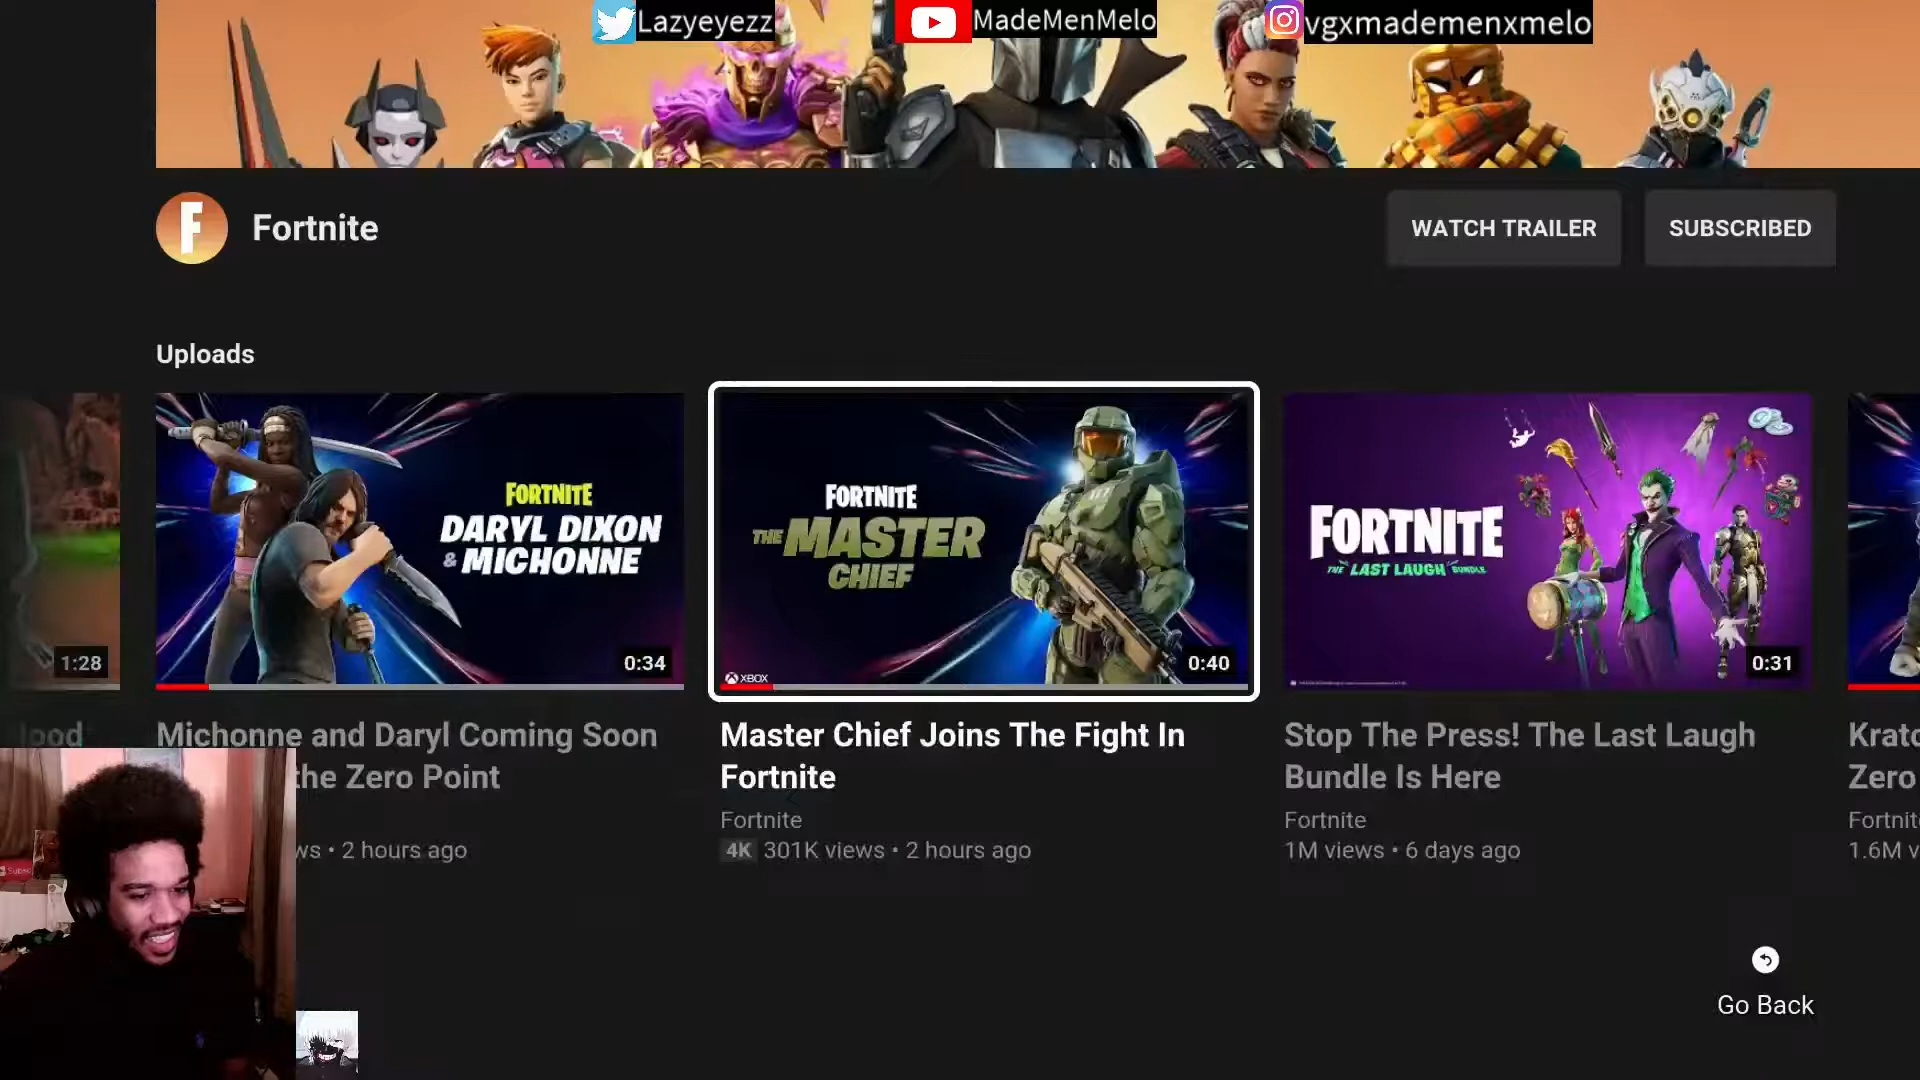 Lazyeyezz
MadeMenMelo
vgxmademenxmelo
F
Fortnite
WATCH TRAILER
SUBSCRIBED
Uploads
1:28
FORTNITE
DARYL DIXON
& MICHONNE
0:34
FORTNITE
THE MASTER
CHIEF
XBOX
0:40
FORTNITE
THE LAST LAUGH BUNDLE
0:31
Michonne and Daryl Coming Soon
the Zero Point
2 hours ago
Master Chief Joins The Fight In
Fortnite
Fortnite
4K 301K views • 2 hours ago
Stop The Press! The Last Laugh
Bundle Is Here
Fortnite
1M views • 6 days ago
Zero
1.6M
Go Back